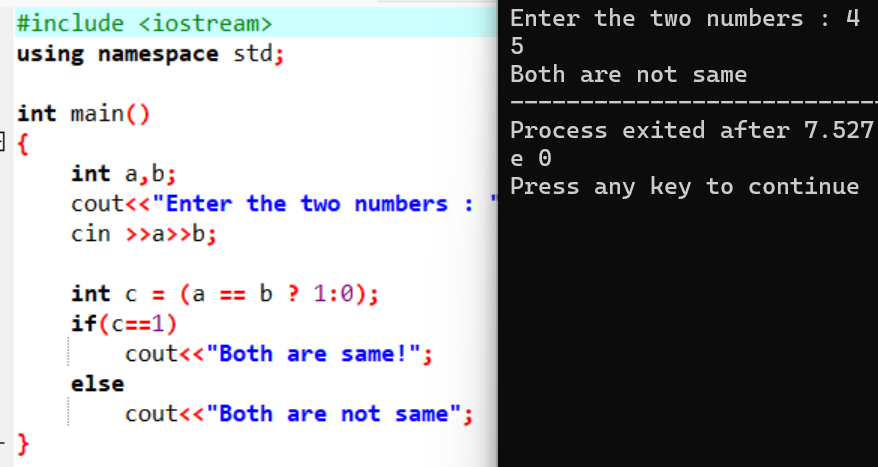 #include <iostream>
using namespace std;
int main()
{
int a,b;
cout<<"Enter the two numbers : "
cin >>a>>b;
int c = (a == b ? 1:0);
if(c==1)
cout<<"Both are same!";
else
cout<<"Both are not same";
}
Enter the two numbers : 4
5
Both are not same
--------------------------
Process exited after 7.527
e 0
Press any key to continue